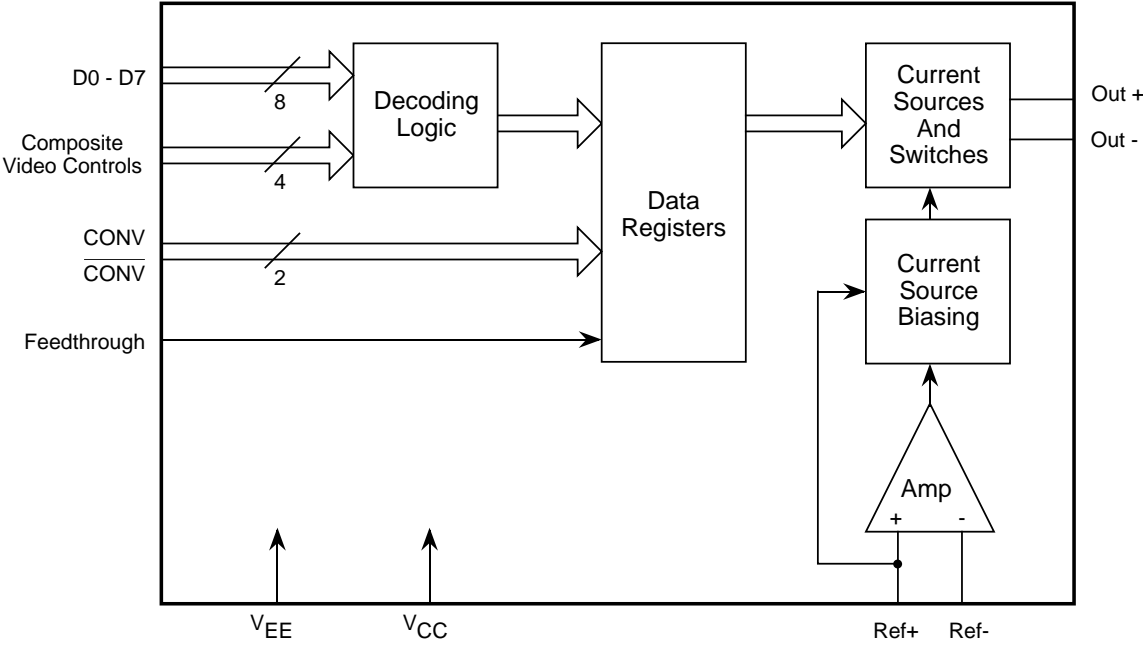 D0 - D7
8
Composite
Video Controls
4
CONV
CONV
2
Feedthrough
Decoding
Logic
Data
Registers
Current
Sources
And
Switches
Out +
Out -
Current
Source
Biasing
Amp
+ -
VEE
VCC
Ref+
Ref-